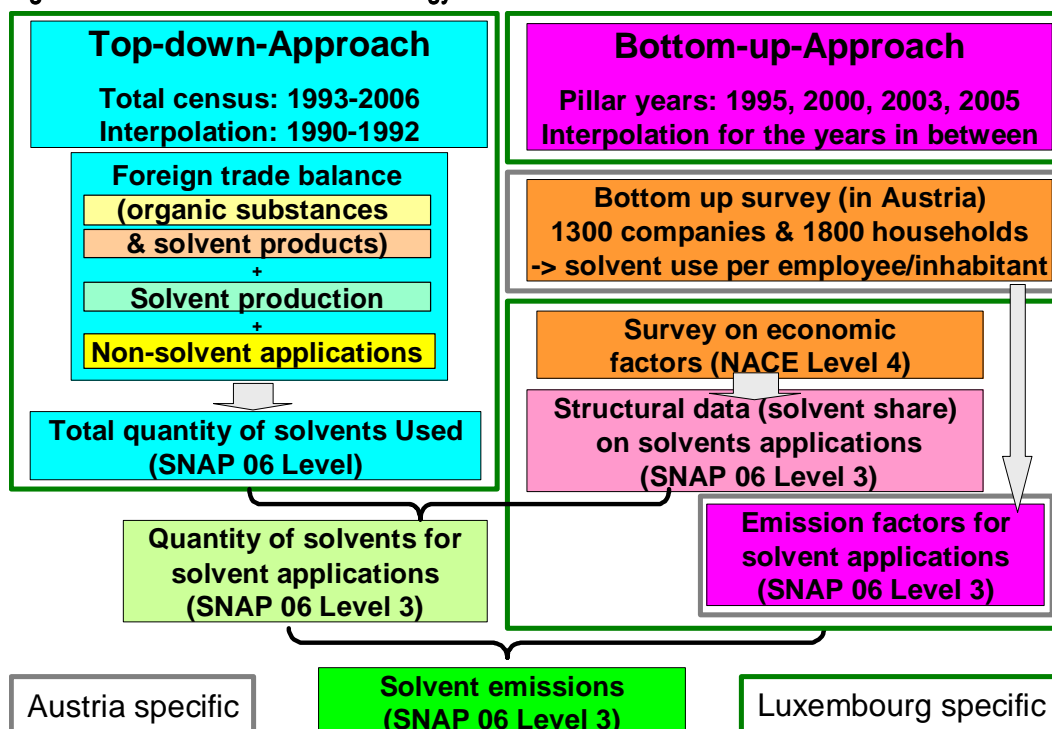 Top-down-Approach
Total census: 1993-2006
Interpolation: 1990-1992
Foreign trade balance
(organic substances
& solvent products)
+
Solvent production
+
Non-solvent applications
Total quantity of solvents Used
(SNAP 06 Level)
Bottom-up-Approach
Pillar years: 1995, 2000, 2003, 2005
Interpolation for the years in between
Bottom up survey (in Austria)
1300 companies & 1800 households
-> solvent use per employee/inhabitant
Survey on economic
factors (NACE Level 4)
Structural data (solvent share)
on solvents applications
(SNAP 06 Level 3)
Emission factors for
solvent applications
(SNAP 06 Level 3)
Quantity of solvents for
solvent applications
(SNAP 06 Level 3)
Solvent emissions
(SNAP 06 Level 3)
Austria specific
Luxembourg specific